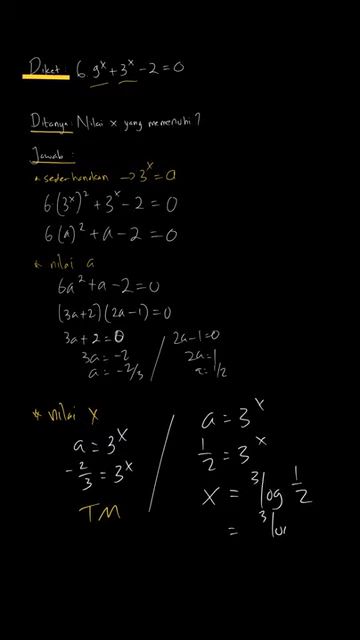 Diket: 6.9^x + 3^x - 2 = 0
Ditanya: Nilai x yang memenuhi?
Jawab:
* sederhanakan → 3^x = a
6(3^x)^2 + 3^x - 2 = 0
6(a)^2 + a - 2 = 0
* nilai a
6a^2 + a - 2 = 0
(3a+2)(2a-1) = 0
3a + 2 = 0 / 2a - 1 = 0
3a = -2 2a = 1
a = -2/3 a = 1/2
* nilai x
a = 3^x / a = 3^x
-2/3 = 3^x 1/2 = 3^x
TM x = ^3log 1/2
= ^3lo